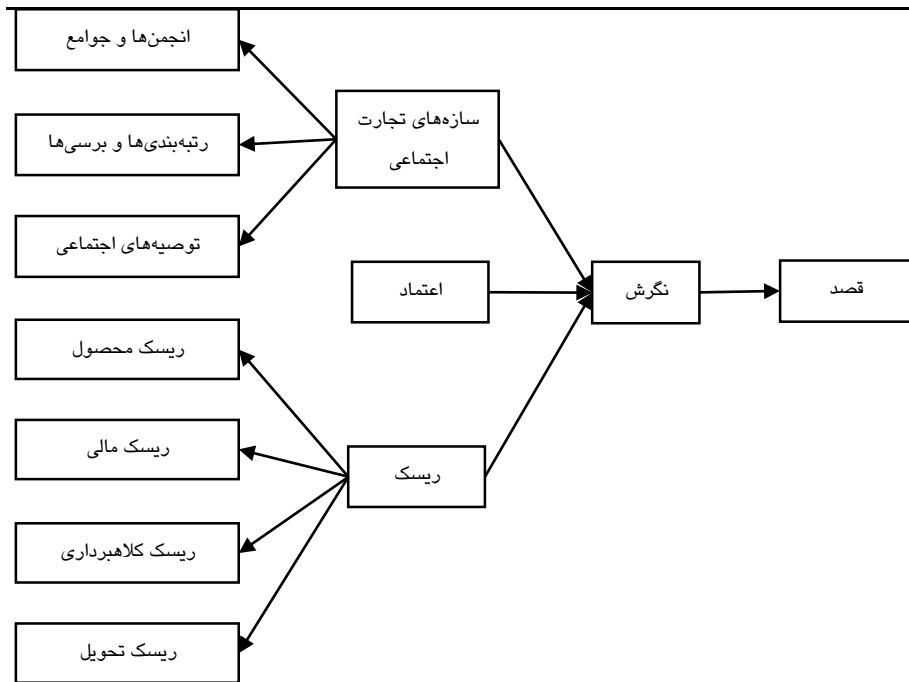 انجمن‌ها و جوامع
رتبه‌بندی‌ها و برسی‌ها
توصیه‌های اجتماعی
سازه‌های تجارت
اجتماعی
اعتماد
نگرش
قصد
ریسک محصول
ریسک مالی
ریسک کلاهبرداری
ریسک تحویل
ریسک